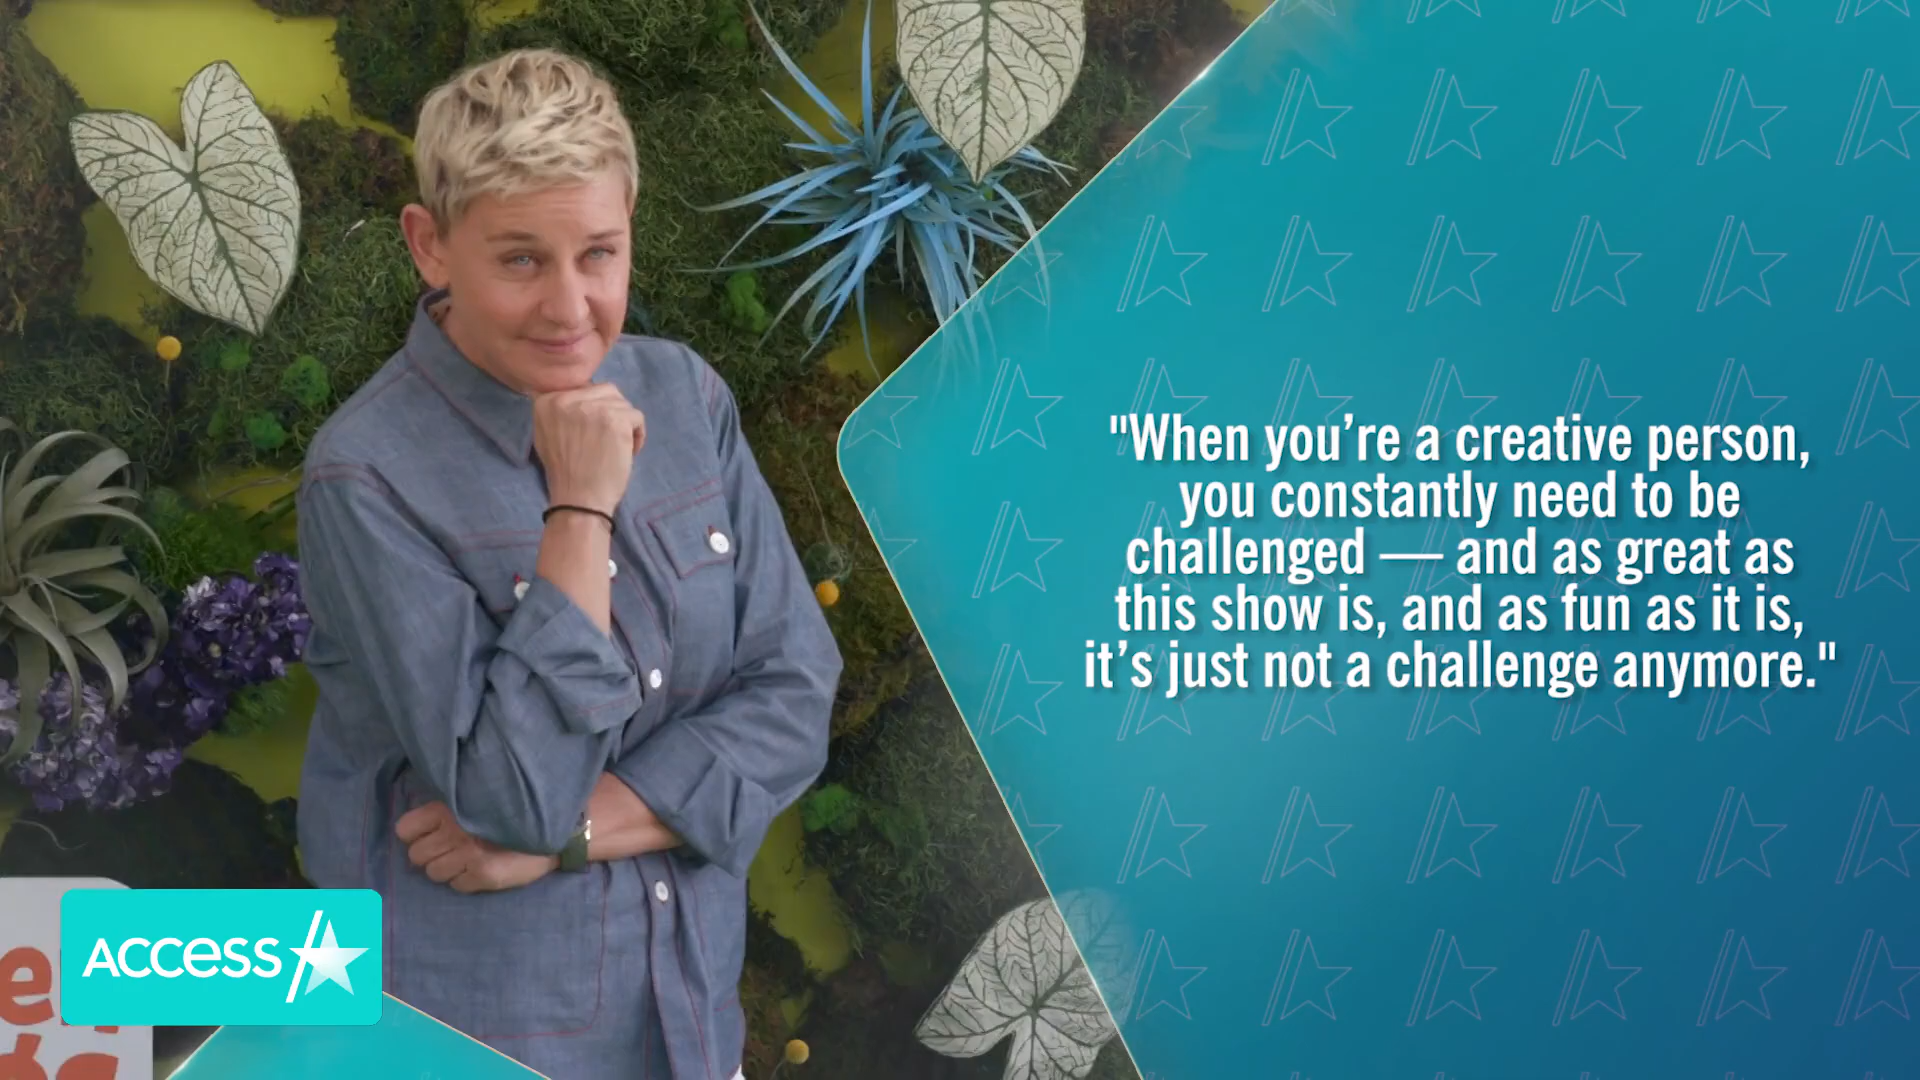 "When you’re a creative person,
you constantly need to be
challenged — and as great as
this show is, and as fun as it is,
it’s just not a challenge anymore."
ACCESS